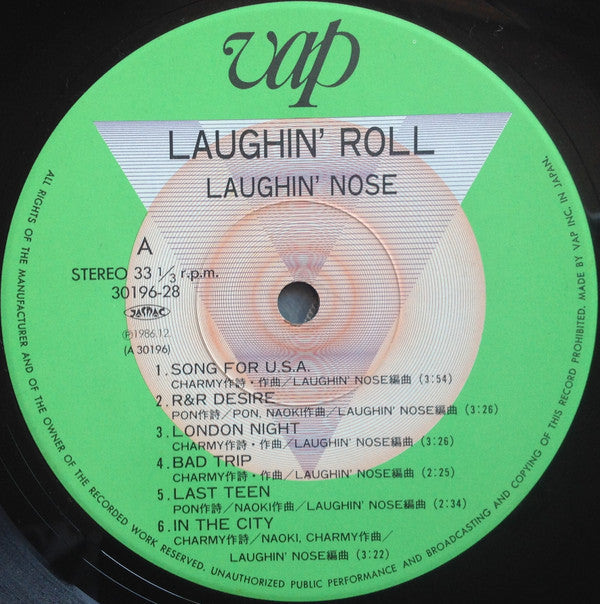 vap
LAUGHIN' ROLL
LAUGHIN' NOSE
A
STEREO 33 1/3 r.p.m.
30196-28
JASRAC
Ⓟ1986.12
(A 30196)
1. SONG FOR U.S.A.
CHARMY作詩・作曲/LAUGHIN' NOSE編曲 (3:54)
2. R&R DESIRE
PON作詩/PON, NAOKI作曲/LAUGHIN' NOSE編曲 (3:26)
3. LONDON NIGHT
CHARMY作詩・作曲/LAUGHIN' NOSE編曲 (3:26)
4. BAD TRIP
CHARMY作詩・作曲/LAUGHIN' NOSE編曲 (2:25)
5. LAST TEEN
PON作詩/NAOKI作曲/LAUGHIN' NOSE編曲 (2:34)
6. IN THE CITY
CHARMY作詩/NAOKI, CHARMY作曲/
LAUGHIN' NOSE編曲 (3:22)
ALL RIGHTS OF THE MANUFACTURER AND OF THE OWNER OF THE RECORDED WORK RESERVED. UNAUTHORIZED PUBLIC PERFORMANCE AND BROADCASTING AND COPYING OF THIS RECORD PROHIBITED. MADE BY VAP INC. IN JAPAN.